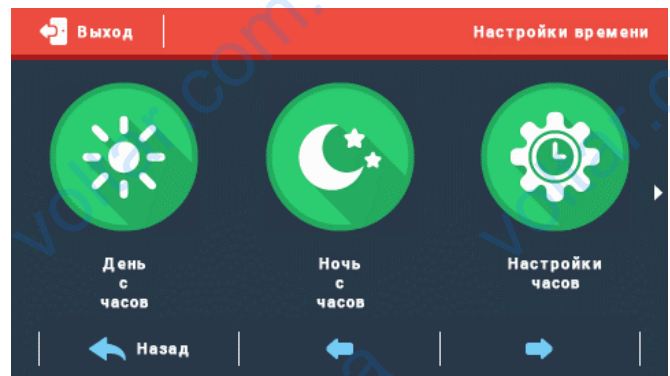 Выход
Настройки времени
День
с
часов
Ночь
с
часов
Настройки
часов
Назад